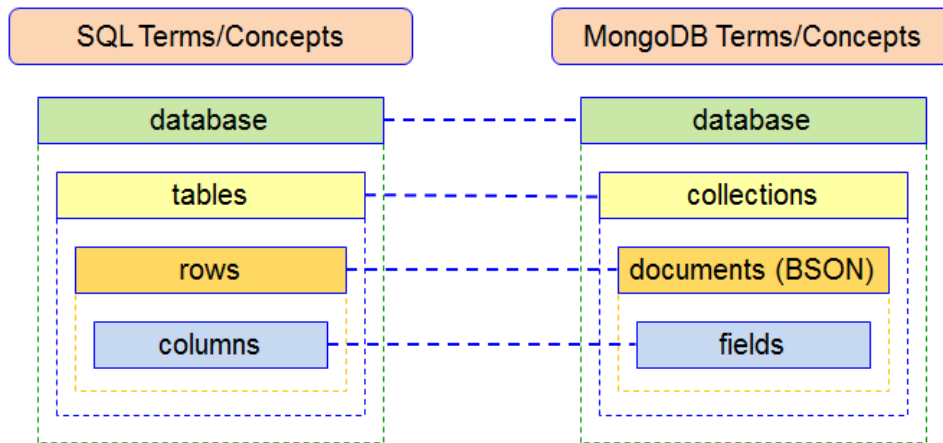 SQL Terms/Concepts
MongoDB Terms/Concepts
database
database
tables
collections
rows
documents (BSON)
columns
fields